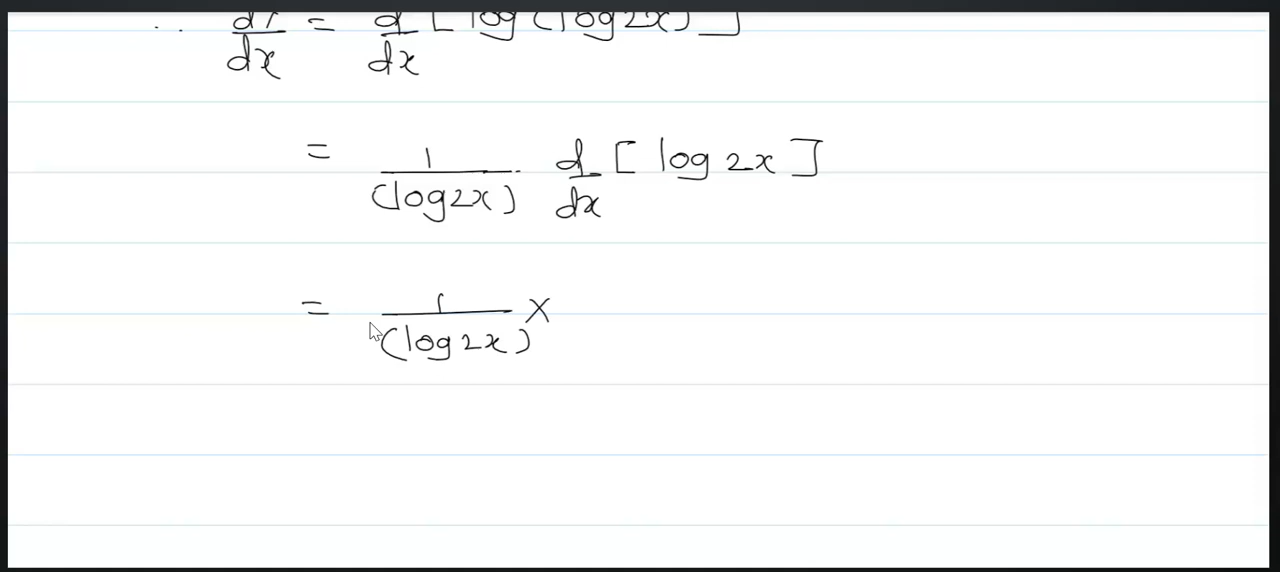 ∴ dy/dx = d/dx [log (log 2x)]
= 1/(log 2x) d/dx [log 2x]
= 1/(log 2x) ×